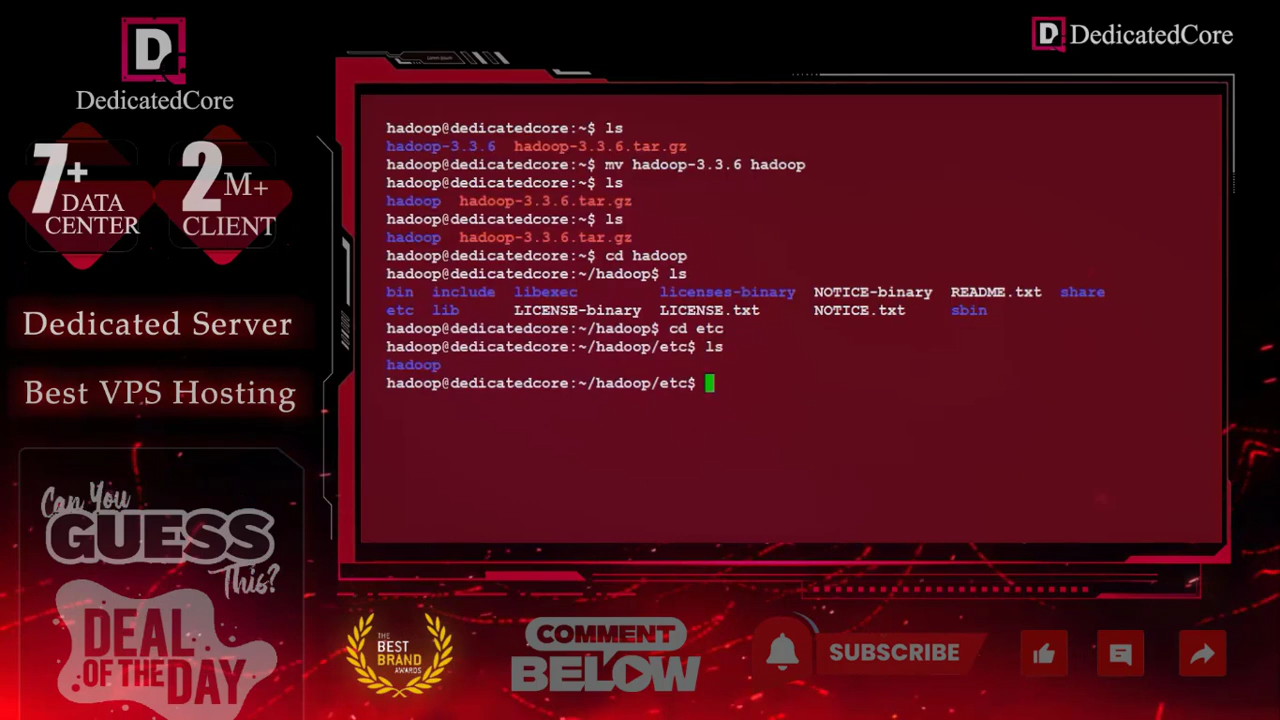 D
DedicatedCore
D DedicatedCore
7+
DATA
CENTER
2
M+
CLIENT
Dedicated Server
Best VPS Hosting
Can You
GUESS
This?
DEAL
OF THE DAY
hadoop@dedicatedcore:~$ ls
hadoop-3.3.6  hadoop-3.3.6.tar.gz
hadoop@dedicatedcore:~$ mv hadoop-3.3.6 hadoop
hadoop@dedicatedcore:~$ ls
hadoop  hadoop-3.3.6.tar.gz
hadoop@dedicatedcore:~$ ls
hadoop  hadoop-3.3.6.tar.gz
hadoop@dedicatedcore:~$ cd hadoop
hadoop@dedicatedcore:~/hadoop$ ls
bin  include  libexec  licenses-binary  NOTICE-binary  README.txt  share
etc  lib  LICENSE-binary  LICENSE.txt  NOTICE.txt  sbin
hadoop@dedicatedcore:~/hadoop$ cd etc
hadoop@dedicatedcore:~/hadoop/etc$ ls
hadoop
hadoop@dedicatedcore:~/hadoop/etc$
THE
BEST
BRAND
AWARDS
COMMENT
BELOW
SUBSCRIBE